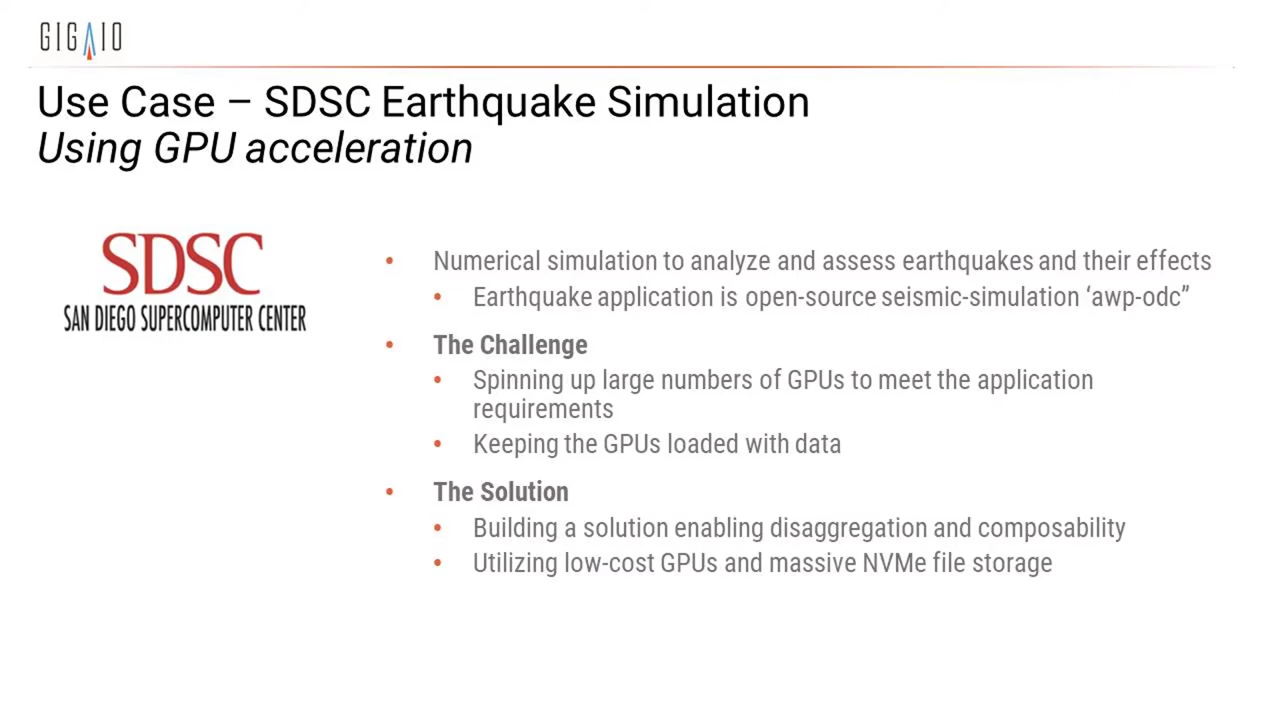 GIGAIO
Use Case – SDSC Earthquake Simulation
Using GPU acceleration
SDSC
SAN DIEGO SUPERCOMPUTER CENTER
• Numerical simulation to analyze and assess earthquakes and their effects
• Earthquake application is open-source seismic-simulation ‘awp-odc”
• The Challenge
• Spinning up large numbers of GPUs to meet the application
requirements
• Keeping the GPUs loaded with data
• The Solution
• Building a solution enabling disaggregation and composability
• Utilizing low-cost GPUs and massive NVMe file storage